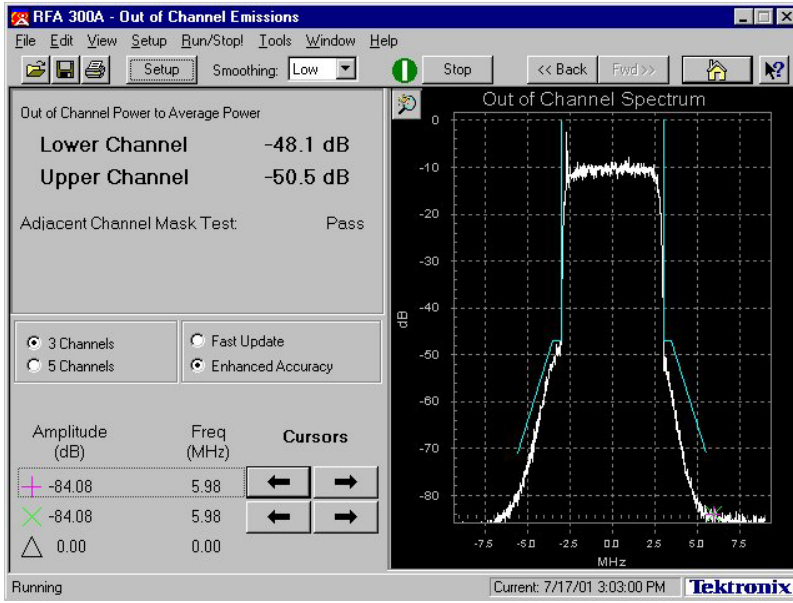 RFA 300A - Out of Channel Emissions
File Edit View Setup Run/Stop! Tools Window Help
Setup Smoothing: Low Stop << Back Fwd >>
Out of Channel Power to Average Power
Lower Channel -48.1 dB
Upper Channel -50.5 dB
Adjacent Channel Mask Test: Pass
3 Channels
5 Channels
Fast Update
Enhanced Accuracy
Amplitude (dB) Freq (MHz) Cursors
-84.08 5.98
-84.08 5.98
0.00 0.00
Out of Channel Spectrum
0
-10
-20
-30
-40
dB
-50
-60
-70
-80
-7.5 -5.0 -2.5 0.0 2.5 5.0 7.5
MHz
Running Current: 7/17/01 3:03:00 PM Tektronix